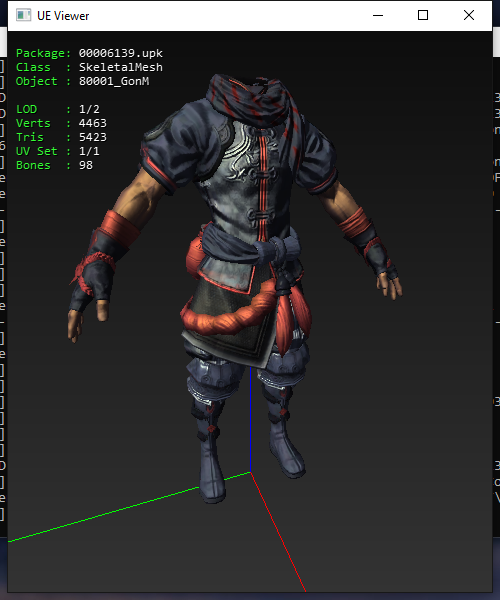 UE Viewer
Package: 00006139.upk
Class : SkeletalMesh
Object : 80001_GonM
LOD : 1/2
Verts : 4463
Tris : 5423
UV Set : 1/1
Bones : 98